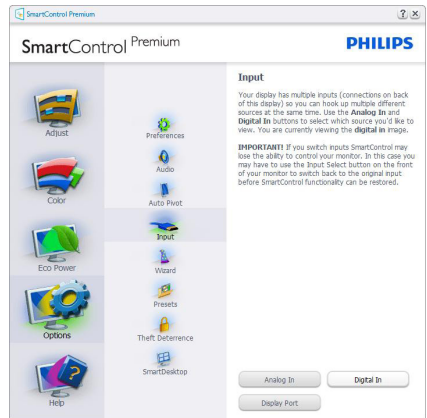 SmartControl Premium
SmartControl Premium
PHILIPS
Adjust
Color
Eco Power
Options
Help
Preferences
Audio
Auto Pivot
Input
Wizard
Presets
Theft Deterrence
SmartDesktop
Input
Your display has multiple inputs (connections on back
of this display) so you can hook up multiple different
sources at the same time. Use the Analog In and
Digital In buttons to select which source you'd like to
view. You are currently viewing the digital in image.
IMPORTANT! If you switch inputs SmartControl may
lose the ability to control your monitor. In this case you
may have to use the Input Select button on the front
of your monitor to switch back to the original input
before SmartControl functionality can be restored.
Analog In
Digital In
Display Port